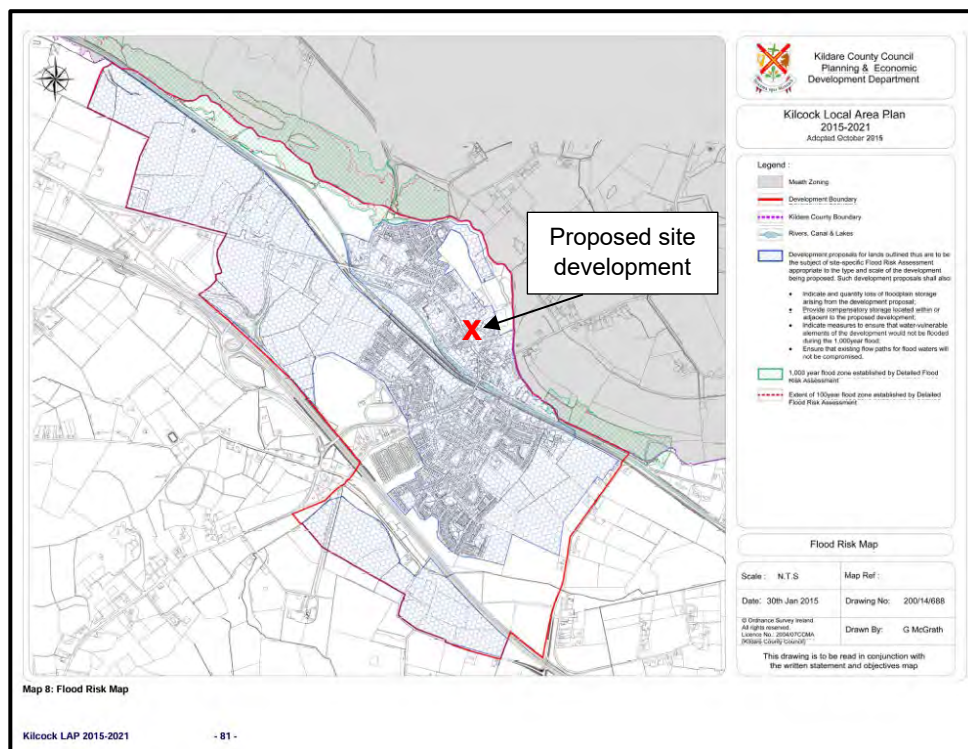 Kildare County Council
Planning & Economic
Development Department
Kilcock Local Area Plan
2015-2021
Adopted October 2015
Legend :
Meath Zoning
Development Boundary
Kildare County Boundary
Rivers, Canal & Lakes
Development proposals for lands outlined thus are to be
the subject of site-specific Flood Risk Assessment
appropriate to the type and scale of the development
being proposed. Such development proposals shall also:
• Indicate and quantity loss of floodplain storage
arising from the development proposal;
• Provide compensatory storage located within or
adjacent to the proposed development;
• Indicate measures to ensure that water-vulnerable
elements of the development would not be flooded
during the 1,000year flood;
• Ensure that existing flow paths for flood waters will
not be compromised.
1,000 year flood zone established by Detailed Flood
Risk Assessment
Extent of 100year flood zone established by Detailed
Flood Risk Assessment
Proposed site
development
X
Flood Risk Map
Scale : N.T.S
Map Ref :
Date: 30th Jan 2015
Drawing No: 200/14/688
© Ordnance Survey Ireland
All rights reserved.
Licence No.: 2004/07CCMA
(Kildare County Council)
Drawn By: G McGrath
This drawing is to be read in conjunction with
the written statement and objectives map
Map 8: Flood Risk Map
Kilcock LAP 2015-2021 - 81 -